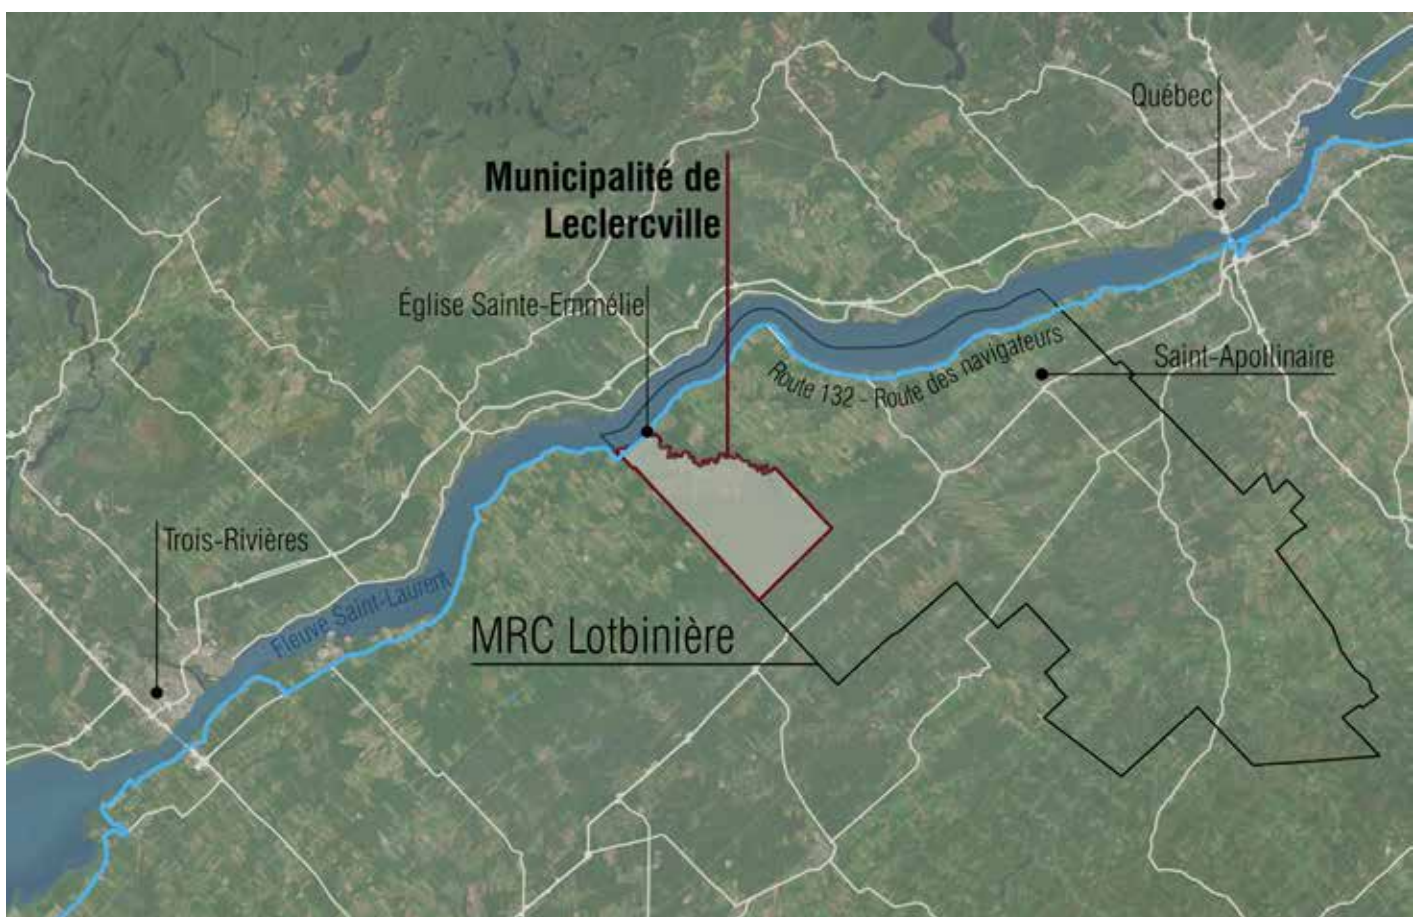 Québec
Municipalité de
Leclercville
Église Sainte-Emmélie
Saint-Apollinaire
Route 132 - Route des navigateurs
Trois-Rivières
Fleuve Saint-Laurent
MRC Lotbinière